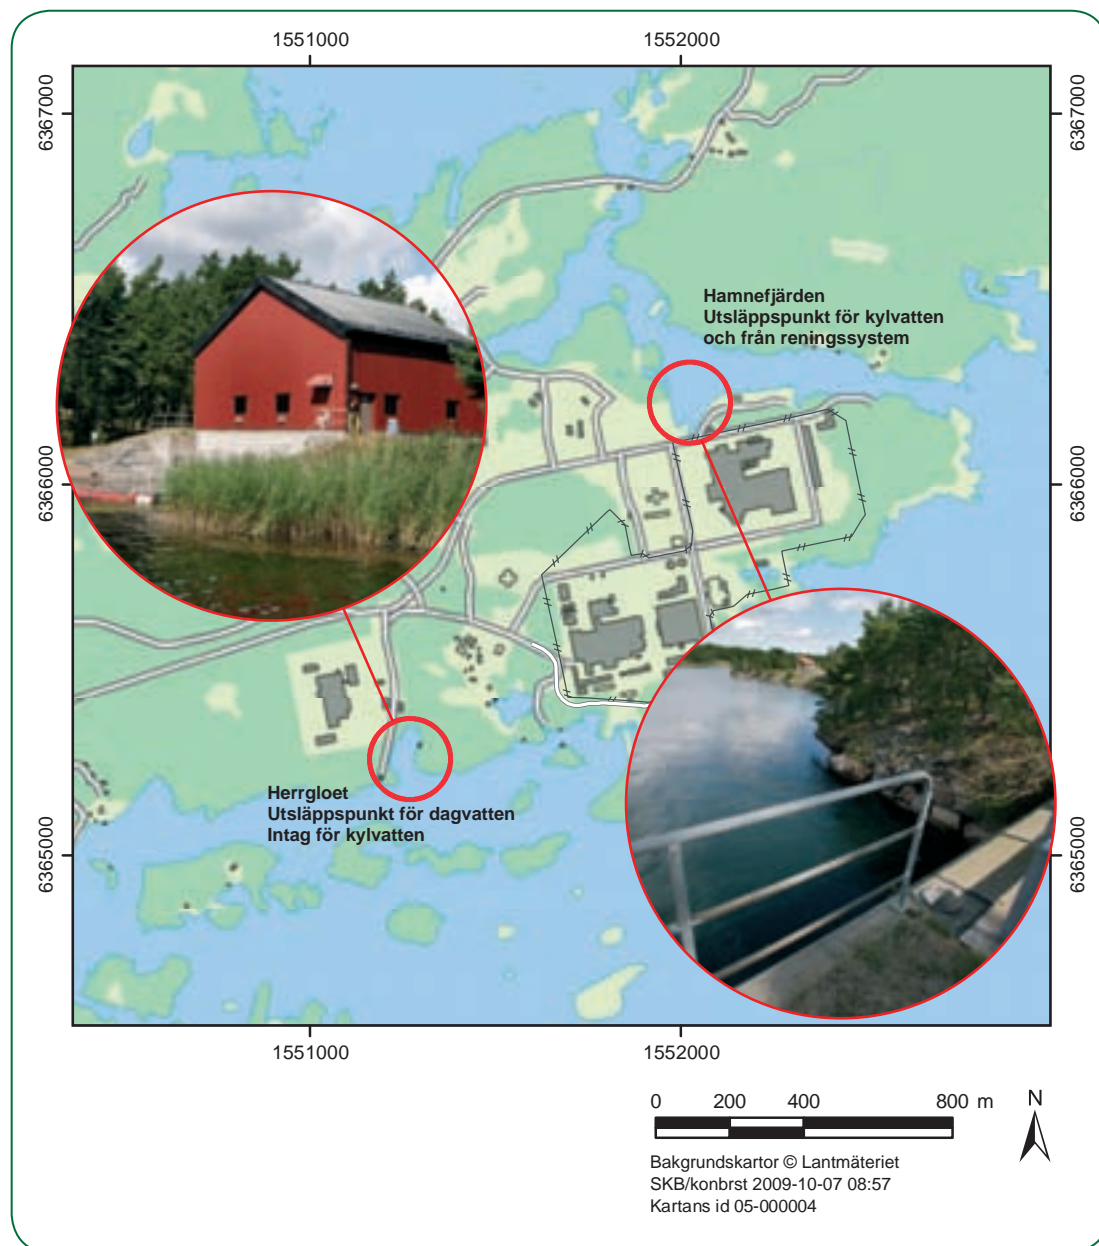 1551000
1552000
6367000
6367000
Hamnefjärden
Utsläppspunkt för kylvatten
och från reningssystem
6366000
6366000
Herrgloet
Utsläppspunkt för dagvatten
Intag för kylvatten
6365000
6365000
1551000
1552000
0 200 400 800 m
N
Bakgrundskartor © Lantmäteriet
SKB/konbrst 2009-10-07 08:57
Kartans id 05-000004